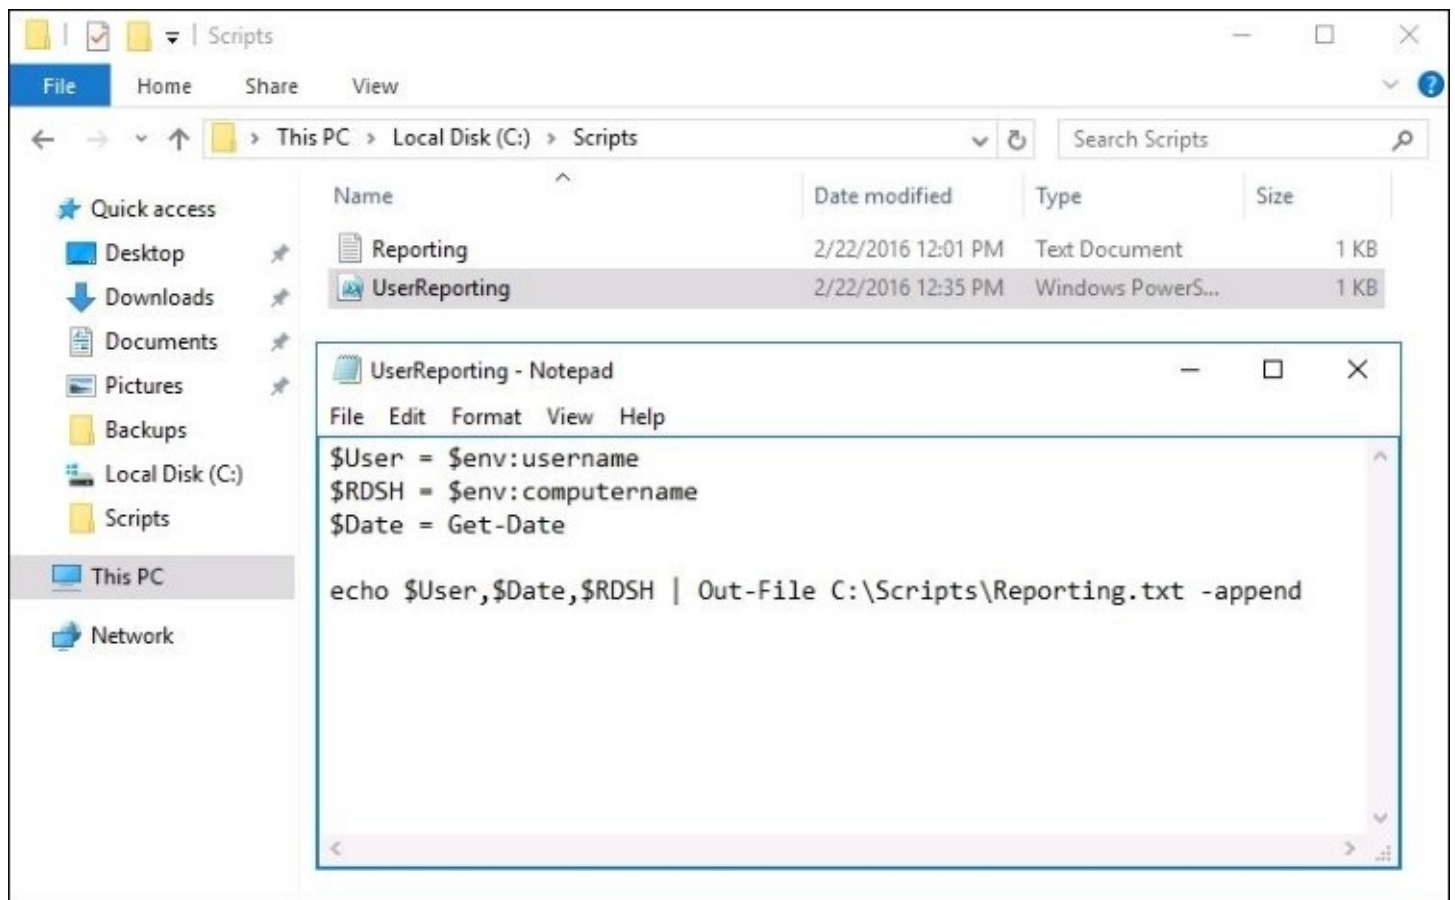 Scripts
File Home Share View
This PC > Local Disk (C:) > Scripts
Search Scripts
Name Date modified Type Size
Quick access
Desktop
Downloads
Documents
Pictures
Backups
Local Disk (C:)
Scripts
This PC
Network
Reporting 2/22/2016 12:01 PM Text Document 1 KB
UserReporting 2/22/2016 12:35 PM Windows PowerS... 1 KB
UserReporting - Notepad
File Edit Format View Help
$User = $env:username
$RDSH = $env:computername
$Date = Get-Date
echo $User,$Date,$RDSH | Out-File C:\Scripts\Reporting.txt -append